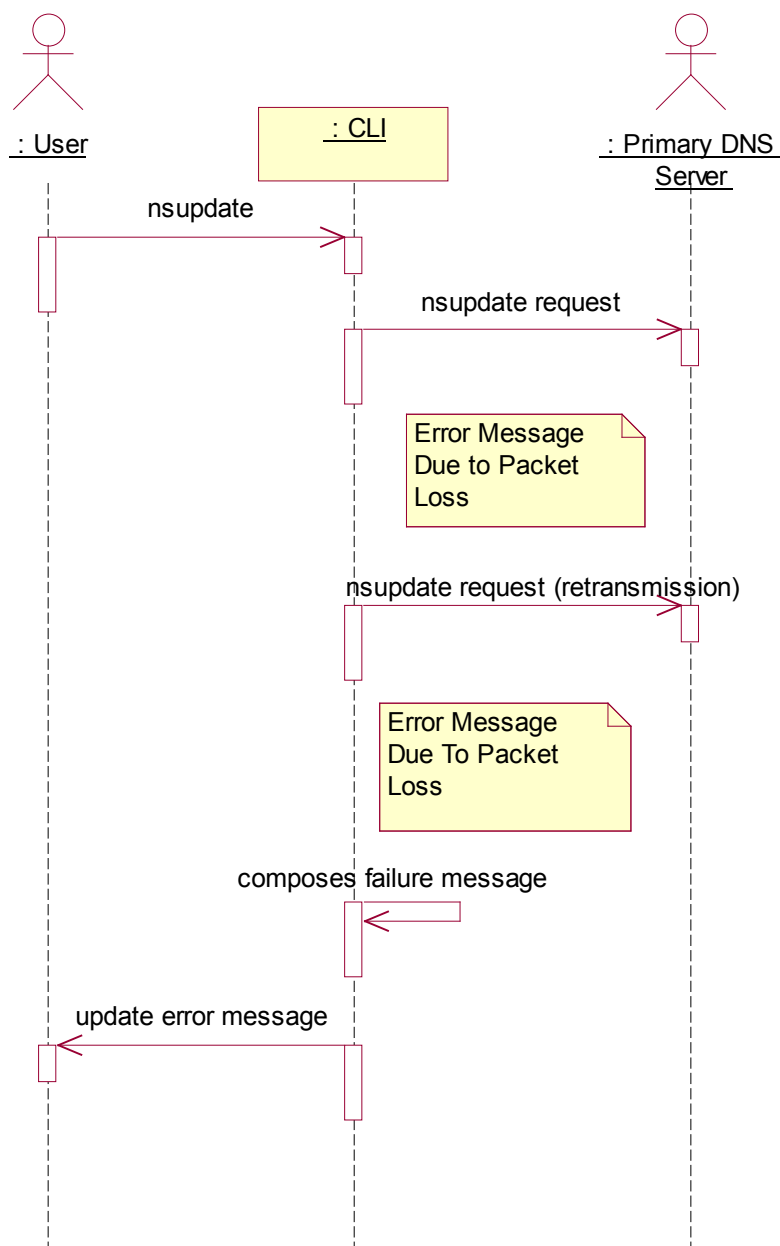 : User
: CLI
: Primary DNS
Server
nsupdate
nsupdate request
Error Message
Due to Packet
Loss
nsupdate request (retransmission)
Error Message
Due To Packet
Loss
composes failure message
update error message